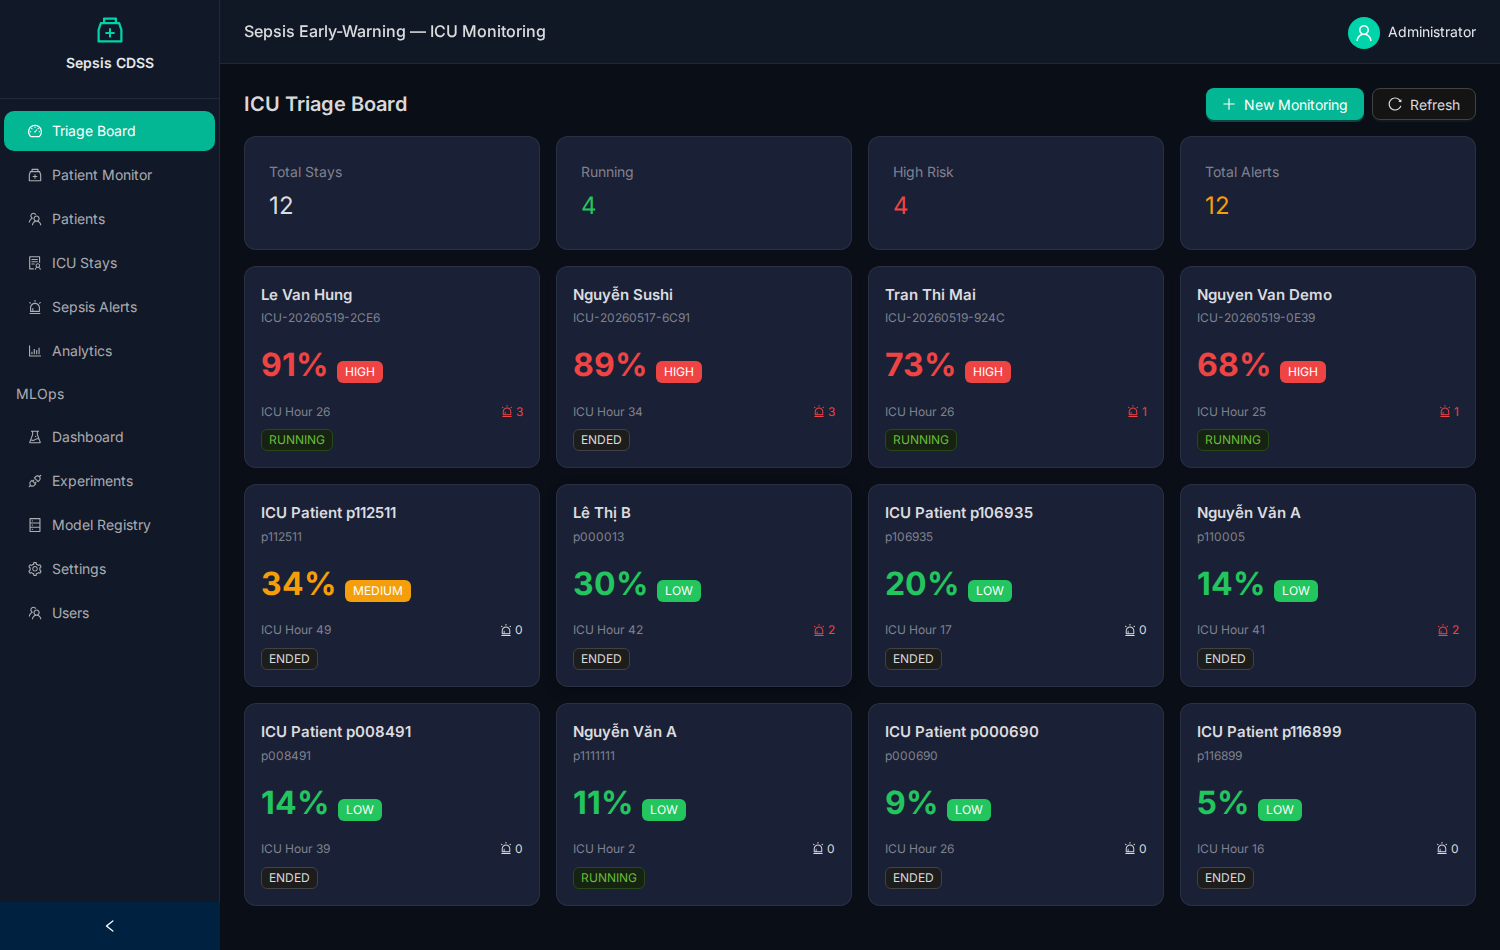 Sepsis CDSS
Triage Board
Patient Monitor
Patients
ICU Stays
Sepsis Alerts
Analytics
MLOps
Dashboard
Experiments
Model Registry
Settings
Users
Sepsis Early-Warning — ICU Monitoring
Administrator
ICU Triage Board
New Monitoring
Refresh
Total Stays
12
Running
4
High Risk
4
Total Alerts
12
Le Van Hung
ICU-20260519-2CE6
91% HIGH
ICU Hour 26 3
RUNNING
Nguyễn Sushi
ICU-20260517-6C91
89% HIGH
ICU Hour 34 3
ENDED
Tran Thi Mai
ICU-20260519-924C
73% HIGH
ICU Hour 26 1
RUNNING
Nguyen Van Demo
ICU-20260519-0E39
68% HIGH
ICU Hour 25 1
RUNNING
ICU Patient p112511
p112511
34% MEDIUM
ICU Hour 49 0
ENDED
Lê Thị B
p000013
30% LOW
ICU Hour 42 2
ENDED
ICU Patient p106935
p106935
20% LOW
ICU Hour 17 0
ENDED
Nguyễn Văn A
p110005
14% LOW
ICU Hour 41 2
ENDED
ICU Patient p008491
p008491
14% LOW
ICU Hour 39 0
ENDED
Nguyễn Văn A
p1111111
11% LOW
ICU Hour 2 0
RUNNING
ICU Patient p000690
p000690
9% LOW
ICU Hour 26 0
ENDED
ICU Patient p116899
p116899
5% LOW
ICU Hour 16 0
ENDED